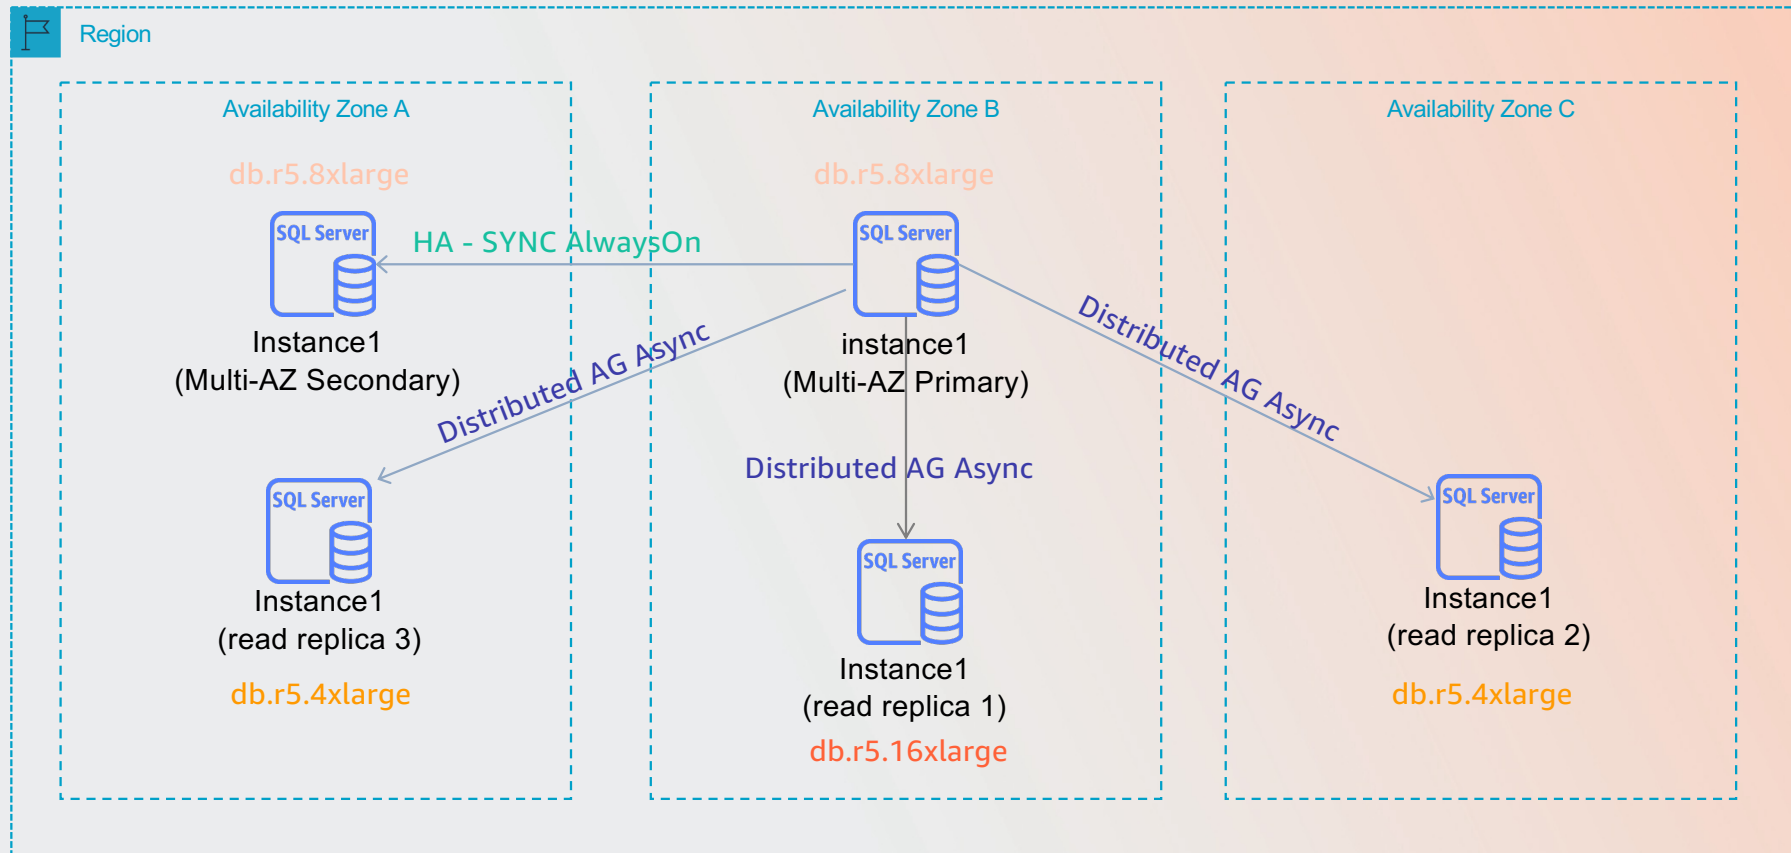 Region
Availability Zone A
Availability Zone B
Availability Zone C
db.r5.8xlarge
db.r5.8xlarge
SQL Server
HA - SYNC AlwaysOn
SQL Server
Instance1
(Multi-AZ Secondary)
instance1
(Multi-AZ Primary)
Distributed AG Async
Distributed AG Async
Distributed AG Async
SQL Server
Instance1
(read replica 3)
db.r5.4xlarge
SQL Server
Instance1
(read replica 1)
db.r5.16xlarge
SQL Server
Instance1
(read replica 2)
db.r5.4xlarge